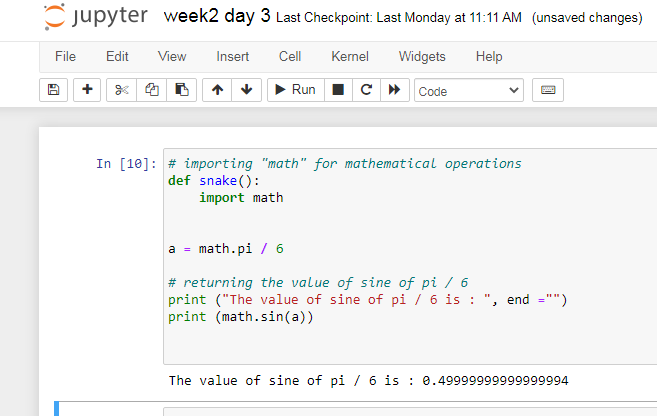 jupyter week2 day 3 Last Checkpoint: Last Monday at 11:11 AM (unsaved changes)
File Edit View Insert Cell Kernel Widgets Help
Run Code
In [10]: # importing "math" for mathematical operations
def snake():
    import math
a = math.pi / 6
# returning the value of sine of pi / 6
print ("The value of sine of pi / 6 is : ", end ="")
print (math.sin(a))
The value of sine of pi / 6 is : 0.49999999999999994